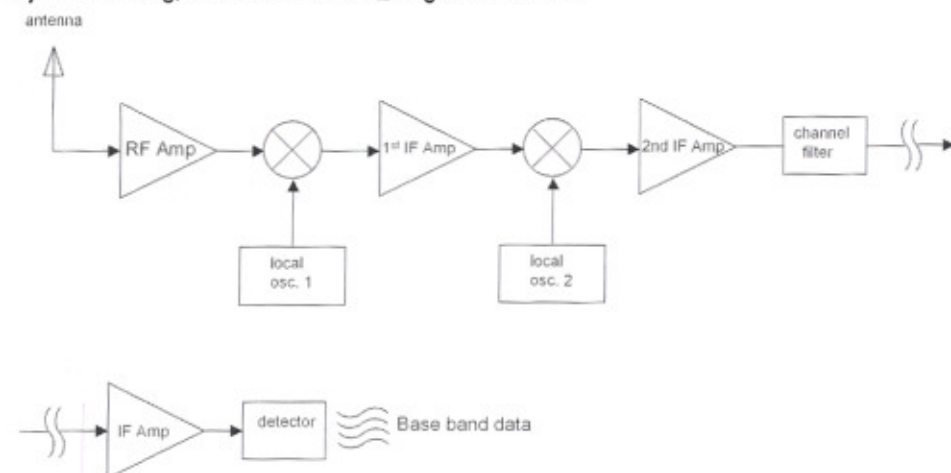 antenna
RF Amp
1st IF Amp
2nd IF Amp
channel
filter
local
osc. 1
local
osc. 2
IF Amp
detector
Base band data